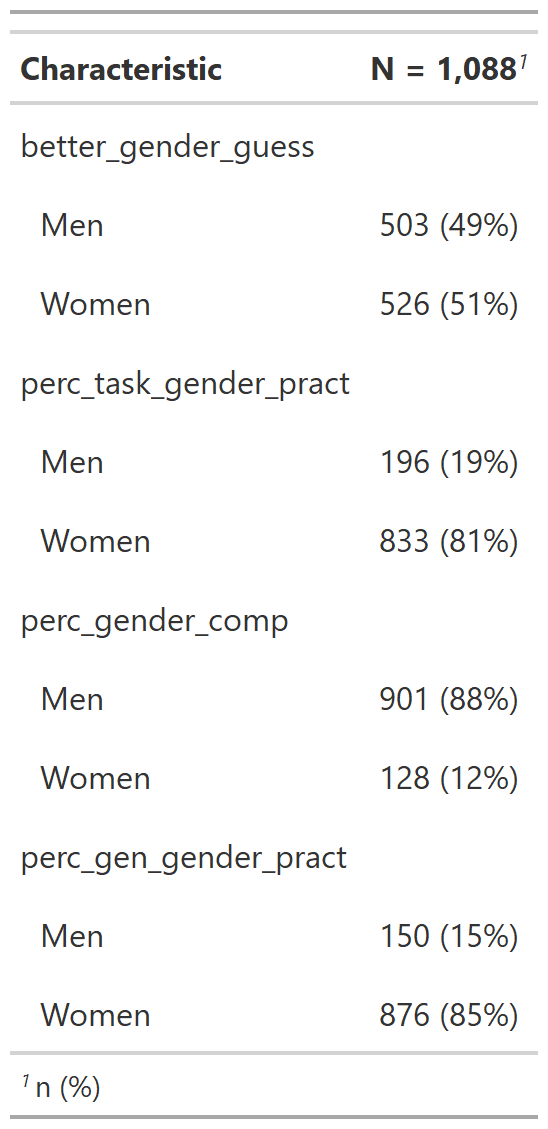 Characteristic N = 1,088¹
better_gender_guess
Men 503 (49%)
Women 526 (51%)
perc_task_gender_pract
Men 196 (19%)
Women 833 (81%)
perc_gender_comp
Men 901 (88%)
Women 128 (12%)
perc_gen_gender_pract
Men 150 (15%)
Women 876 (85%)
¹ n (%)